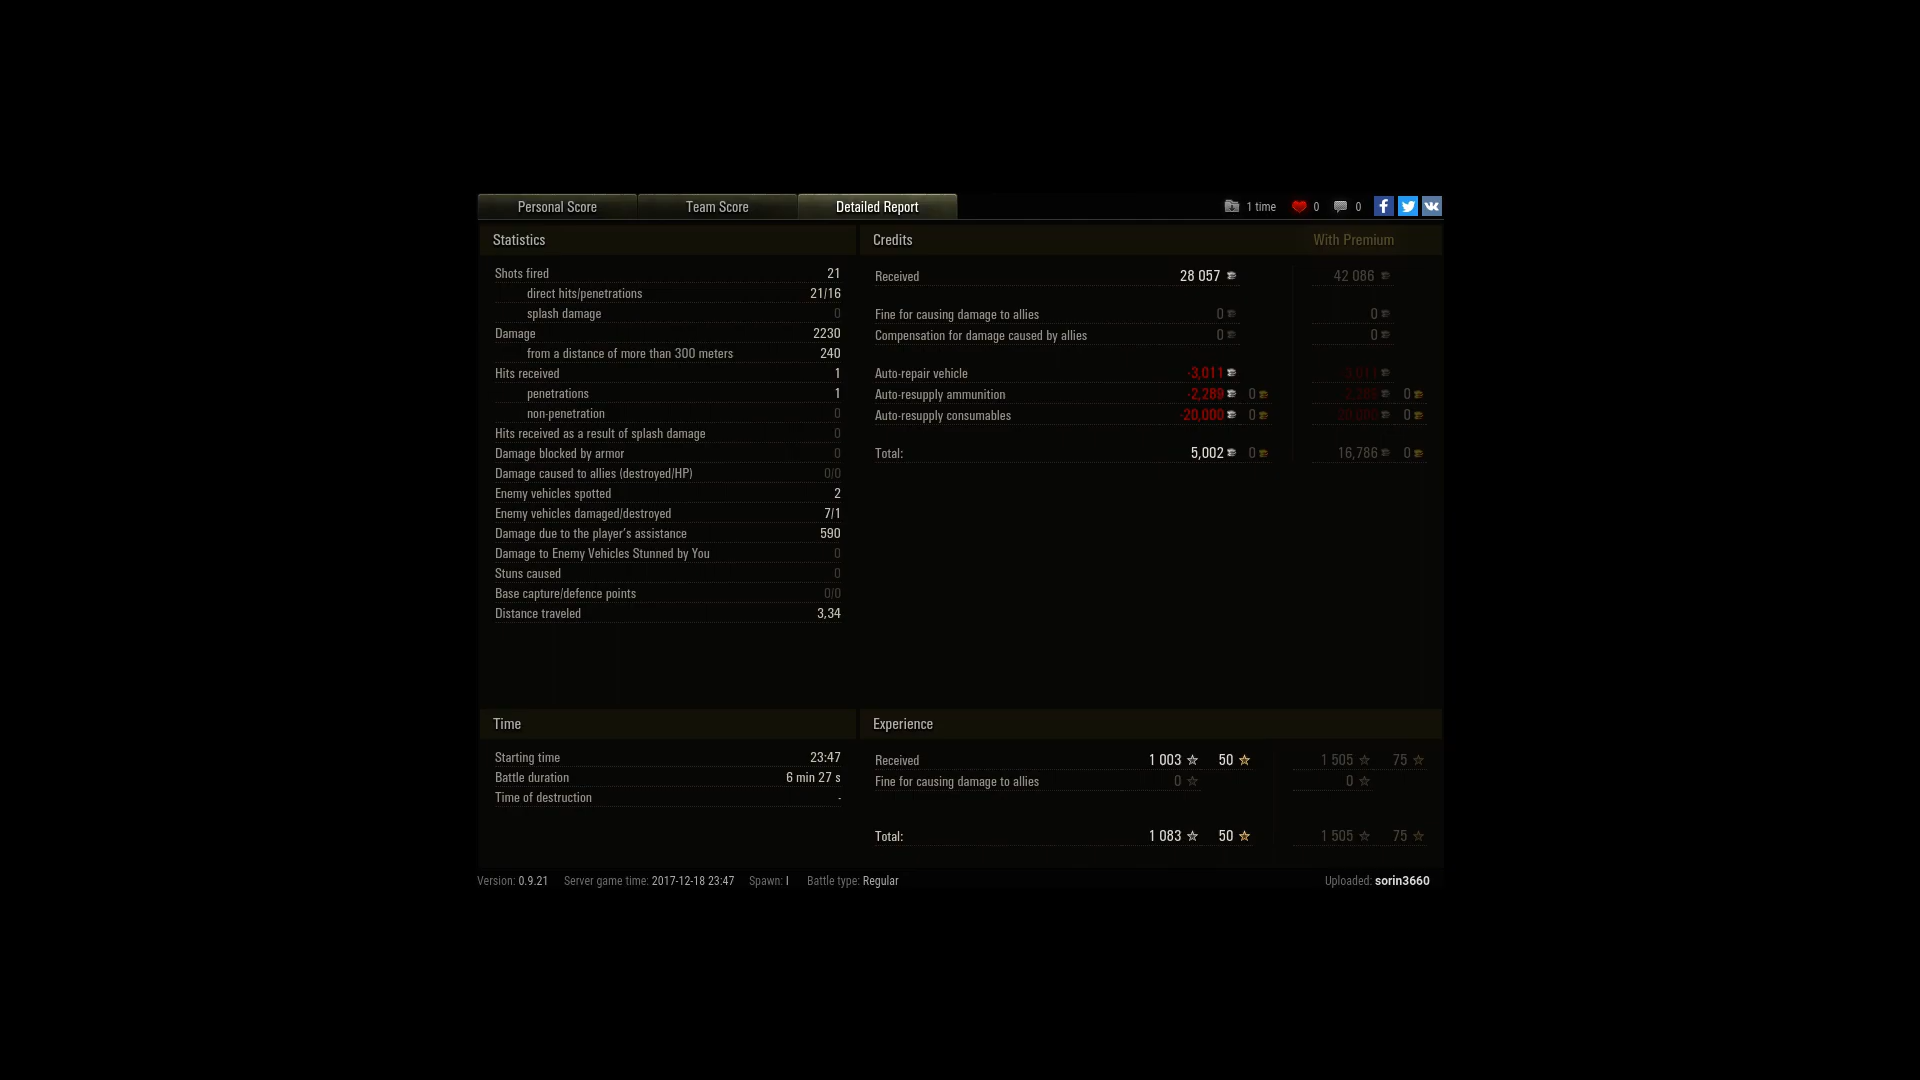 Personal Score Team Score Detailed Report 1 time 0 0
Statistics
Shots fired 21
direct hits/penetrations 21/16
splash damage 0
Damage 2230
from a distance of more than 300 meters 240
Hits received 1
penetrations 1
non-penetration 0
Hits received as a result of splash damage 0
Damage blocked by armor 0
Damage caused to allies (destroyed/HP) 0/0
Enemy vehicles spotted 2
Enemy vehicles damaged/destroyed 7/1
Damage due to the player's assistance 590
Damage to Enemy Vehicles Stunned by You 0
Stuns caused 0
Base capture/defence points 0/0
Distance traveled 3,34
Credits With Premium
Received 28 057 42 086
Fine for causing damage to allies 0 0
Compensation for damage caused by allies 0 0
Auto-repair vehicle -3,011 -3,011
Auto-resupply ammunition -2,289 0 -2,289 0
Auto-resupply consumables -20,000 0 -20,000 0
Total: 5,002 0 16,786 0
Time
Starting time 23:47
Battle duration 6 min 27 s
Time of destruction -
Experience
Received 1 003 50 1 505 75
Fine for causing damage to allies 0 0
Total: 1 083 50 1 505 75
Version: 0.9.21 Server game time: 2017-12-18 23:47 Spawn: I Battle type: Regular Uploaded: sorin3660